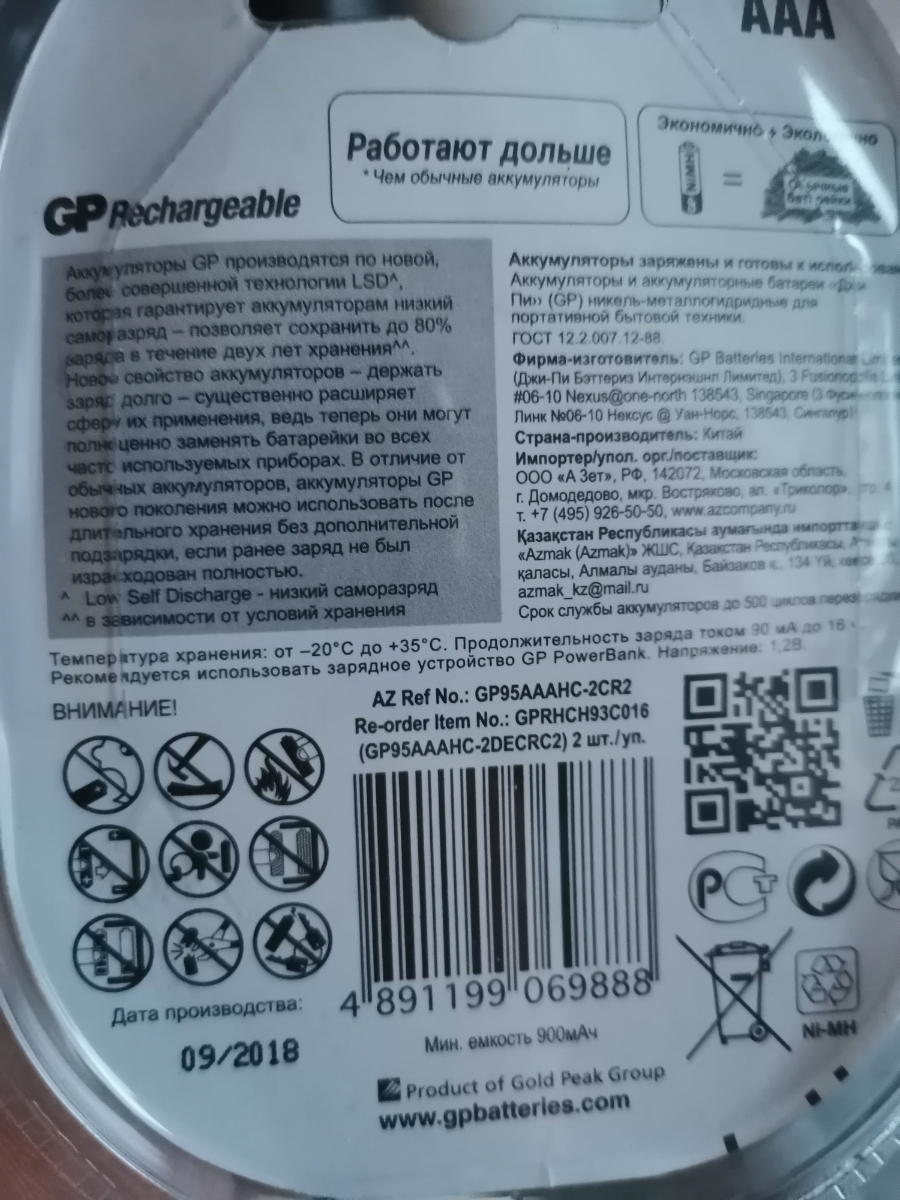 AAA
Работают дольше
*Чем обычные аккумуляторы
Экономично
NiMH
=
GP Rechargeable
Аккумуляторы GP производятся по новой,
более совершенной технологии LSD^,
которая гарантирует аккумуляторам низкий
саморазряд – позволяет сохранить до 80%
заряда в течение двух лет хранения^^.
Новое свойство аккумуляторов – держать
заряд долго – существенно расширяет
сферу их применения, ведь теперь они могут
полноценно заменять батарейки во всех
часто используемых приборах. В отличие от
обычных аккумуляторов, аккумуляторы GP
нового поколения можно использовать после
длительного хранения без дополнительной
подзарядки, если ранее заряд не был
израсходован полностью.
^ Low Self Discharge - низкий саморазряд
^^ в зависимости от условий хранения
Аккумуляторы заряжены и готовы к
Аккумуляторы и аккумуляторные батареи «Джи
Пи» (GP) никель-металлогидридные для
портативной бытовой техники.
ГОСТ 12.2.007.12-88.
Фирма-изготовитель: GP Batteries International
(Джи-Пи Бэттериз Интернэшнл Лимитед), 3
#06-10 Nexus@one-north 138543, Singapore (3
Линк №06-10 Нексус @ Уан-Норс, 138543, Сингапур)
Страна-производитель: Китай
Импортер/упол. орг./поставщик:
ООО «А Зет», РФ, 142072, Московская область,
г. Домодедово, мкр. Востряково, вл. «Триколор»,
т. +7 (495) 926-50-50, www.azcompany.ru
Қазақстан Республикасы аумағында
«Azmak (Azmak)» ЖШС, Қазақстан Республикасы,
қаласы, Алмалы ауданы, Байзаков к., 134 үй,
azmak_kz@mail.ru
Срок службы аккумуляторов до 500 циклов
Температура хранения: от –20°C до +35°C. Продолжительность заряда током 90 мА до 16
Рекомендуется использовать зарядное устройство GP PowerBank. Напряжение: 1,2В.
ВНИМАНИЕ!
AZ Ref No.: GP95AAAHC-2CR2
Re-order Item No.: GPRHCH93C016
(GP95AAAHC-2DECRC2) 2 шт./уп.
4 891199 069888
Дата производства:
09/2018
Мин. емкость 900мАч
Ni-MH
Product of Gold Peak Group
www.gpbatteries.com